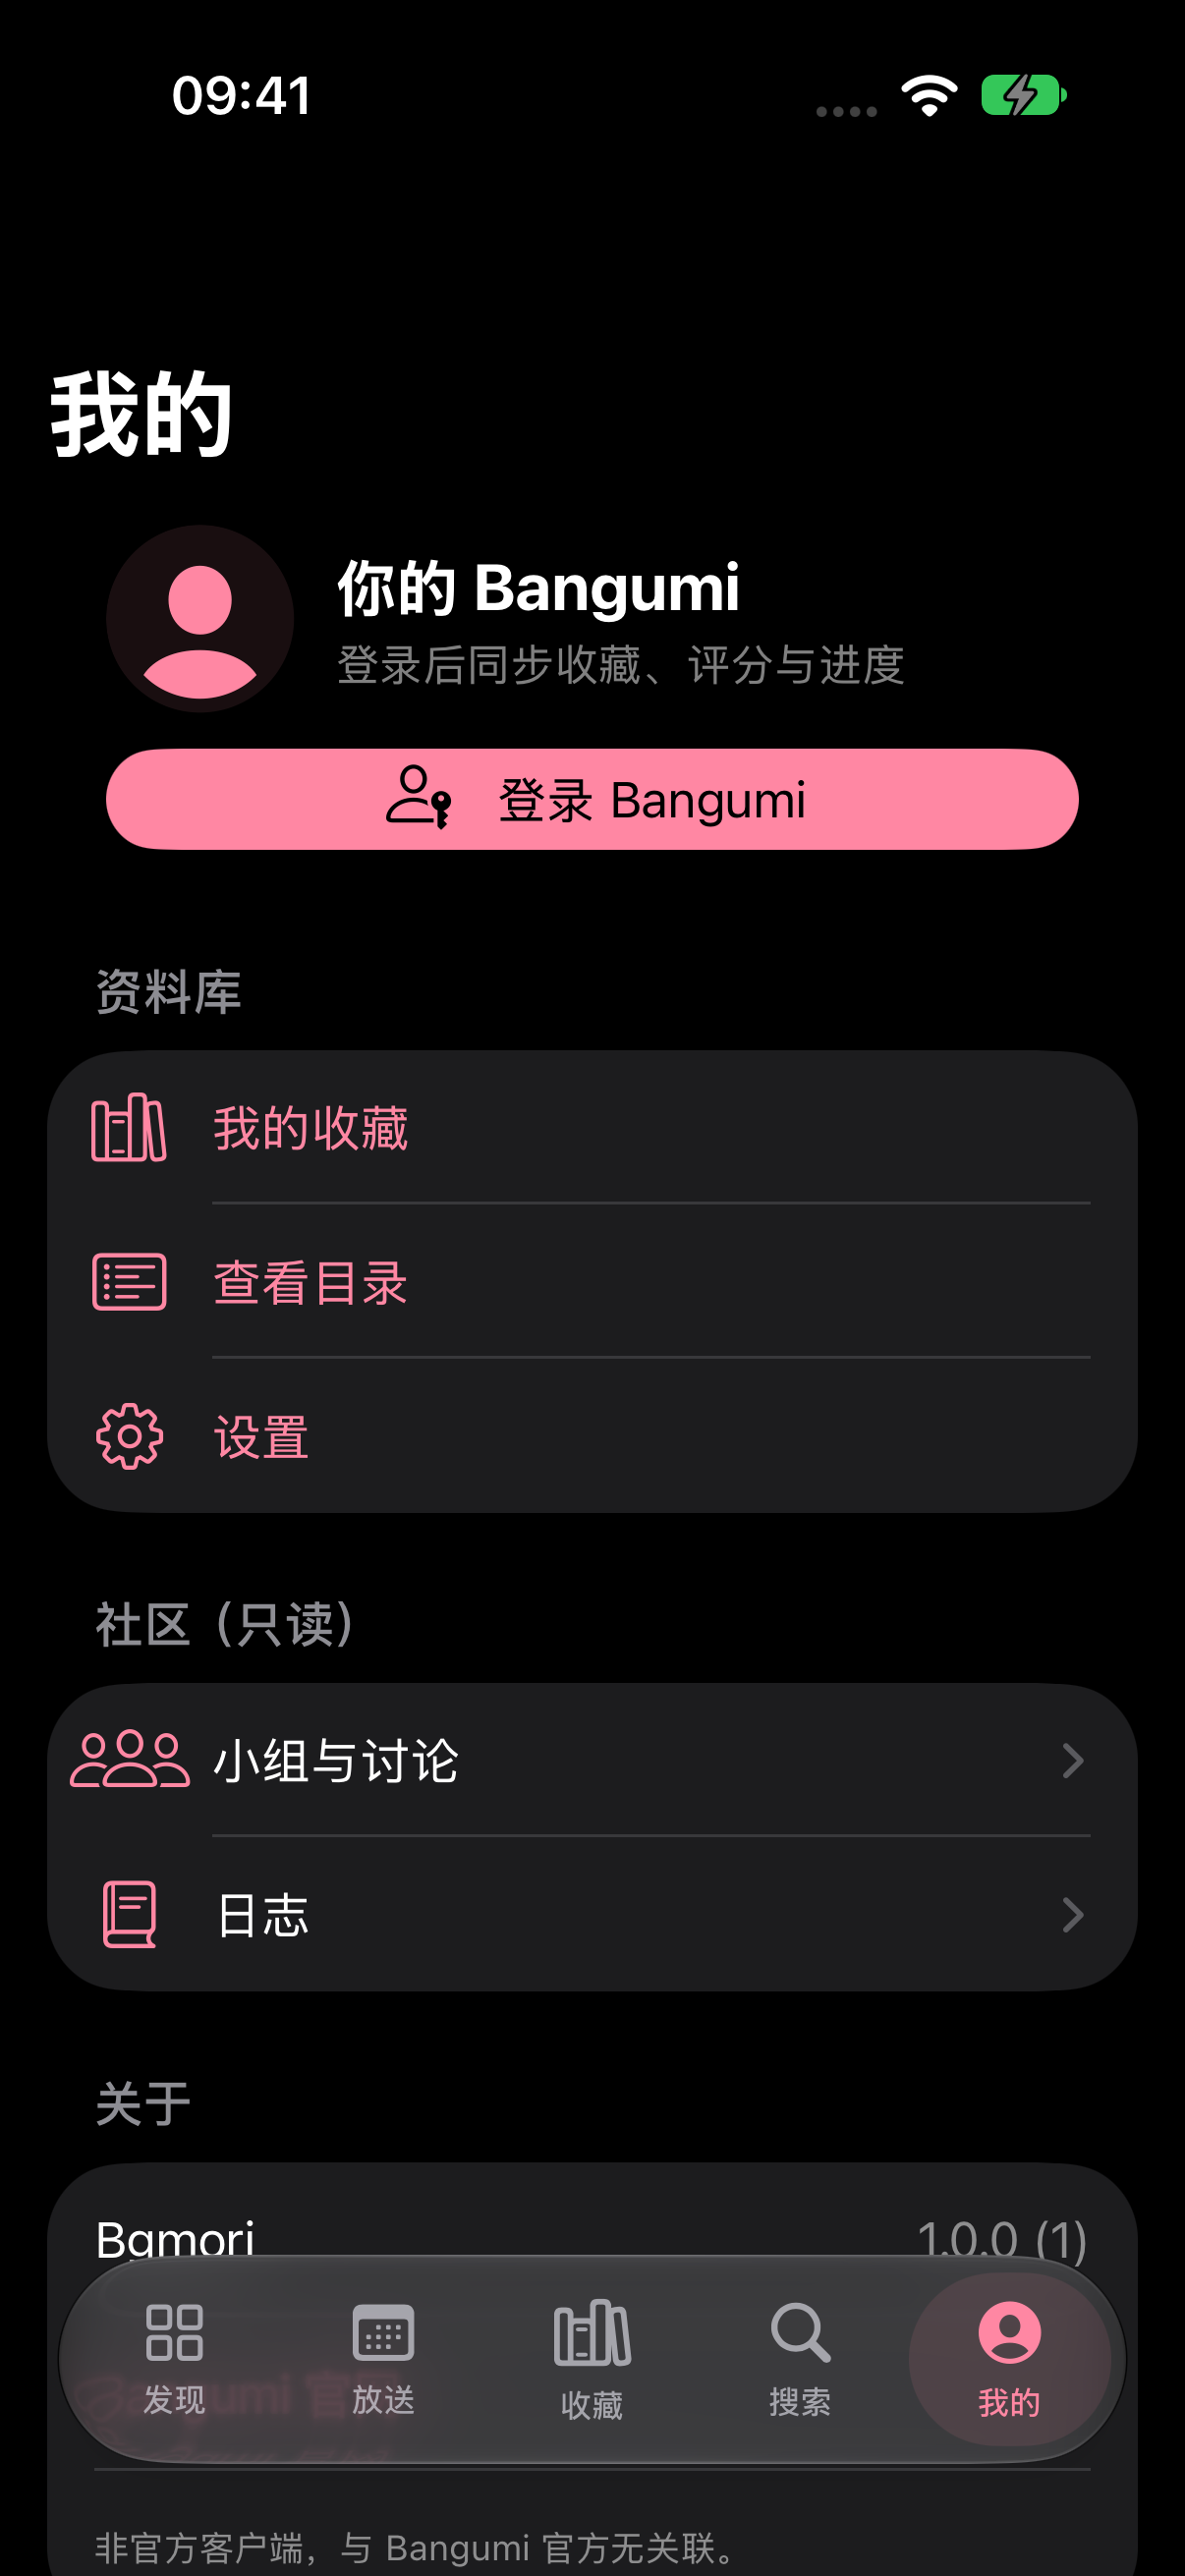 09:41
我的
你的 Bangumi
登录后同步收藏、评分与进度
登录 Bangumi
资料库
我的收藏
查看目录
设置
社区（只读）
小组与讨论
日志
关于
Bgmori 1.0.0 (1)
发现 放送 收藏 搜索 我的
非官方客户端，与 Bangumi 官方无关联。